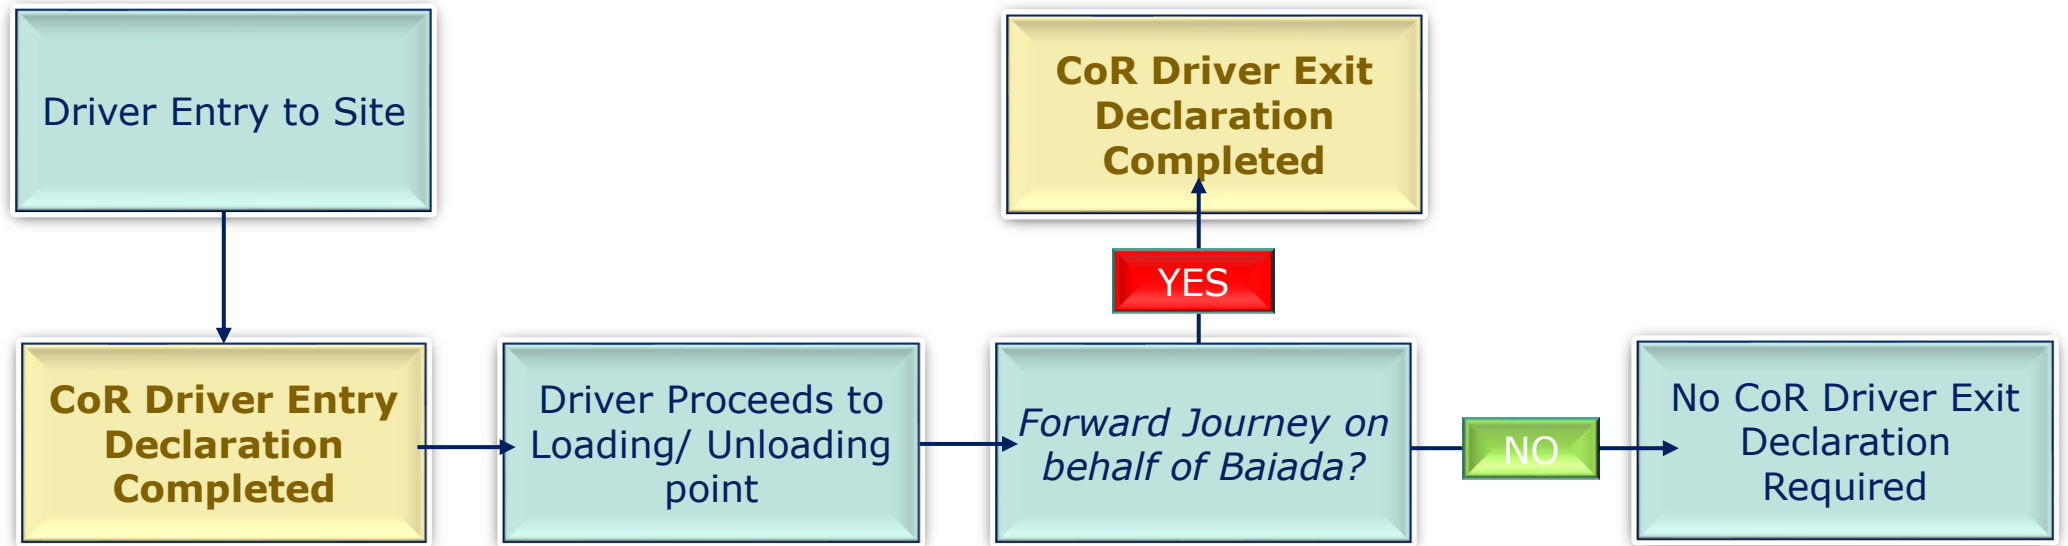 Driver Entry to Site
CoR Driver Exit
Declaration
Completed
YES
CoR Driver Entry
Declaration
Completed
Driver Proceeds to
Loading/ Unloading
point
Forward Journey on
behalf of Baiada?
NO
No CoR Driver Exit
Declaration
Required